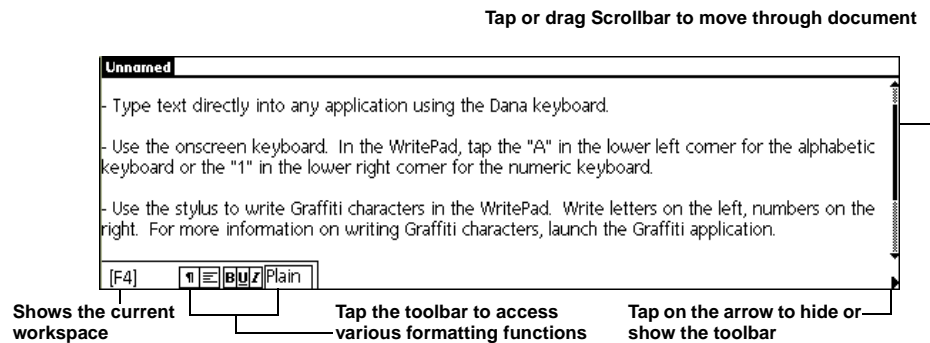 Tap or drag Scrollbar to move through document
Unnamed
- Type text directly into any application using the Dana keyboard.
- Use the onscreen keyboard. In the WritePad, tap the "A" in the lower left corner for the alphabetic
keyboard or the "1" in the lower right corner for the numeric keyboard.
- Use the stylus to write Graffiti characters in the WritePad. Write letters on the left, numbers on the
right. For more information on writing Graffiti characters, launch the Graffiti application.
[F4] ¶ B U I Plain
Shows the current
workspace
Tap the toolbar to access
various formatting functions
Tap on the arrow to hide or
show the toolbar